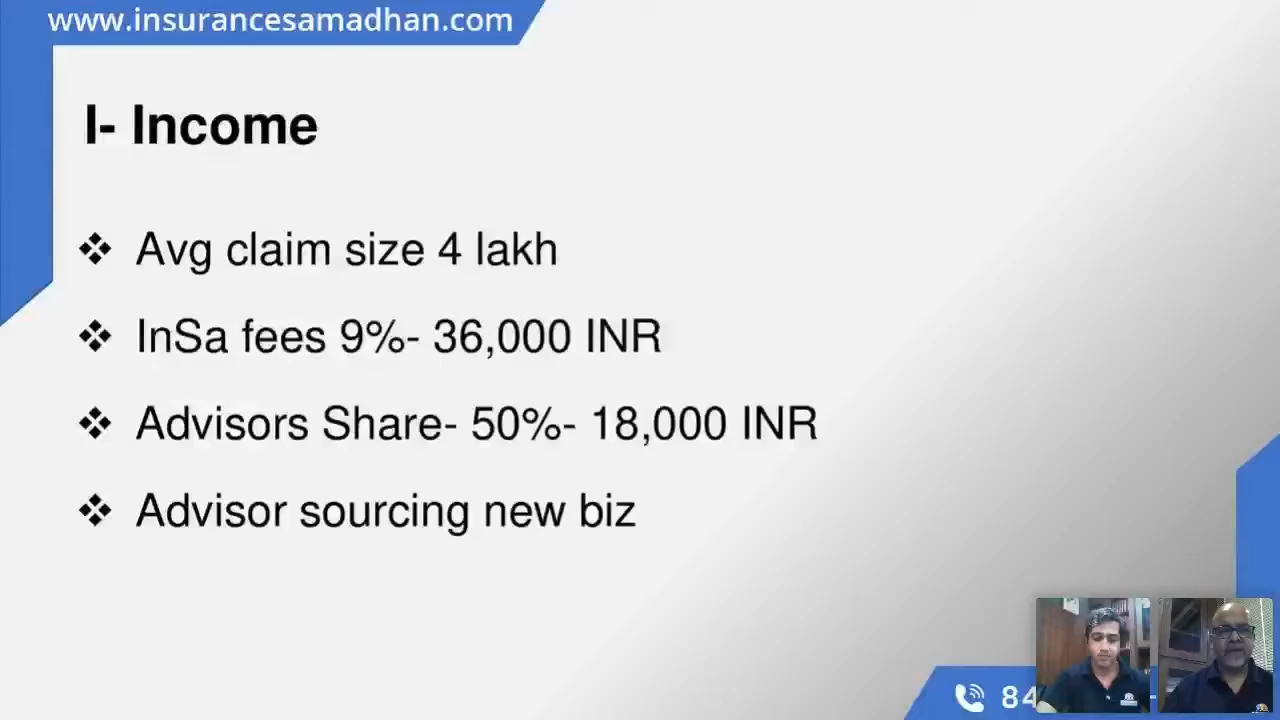 www.insurancesamadhan.com
I- Income
❖ Avg claim size 4 lakh
❖ InSa fees 9%- 36,000 INR
❖ Advisors Share- 50%- 18,000 INR
❖ Advisor sourcing new biz
84